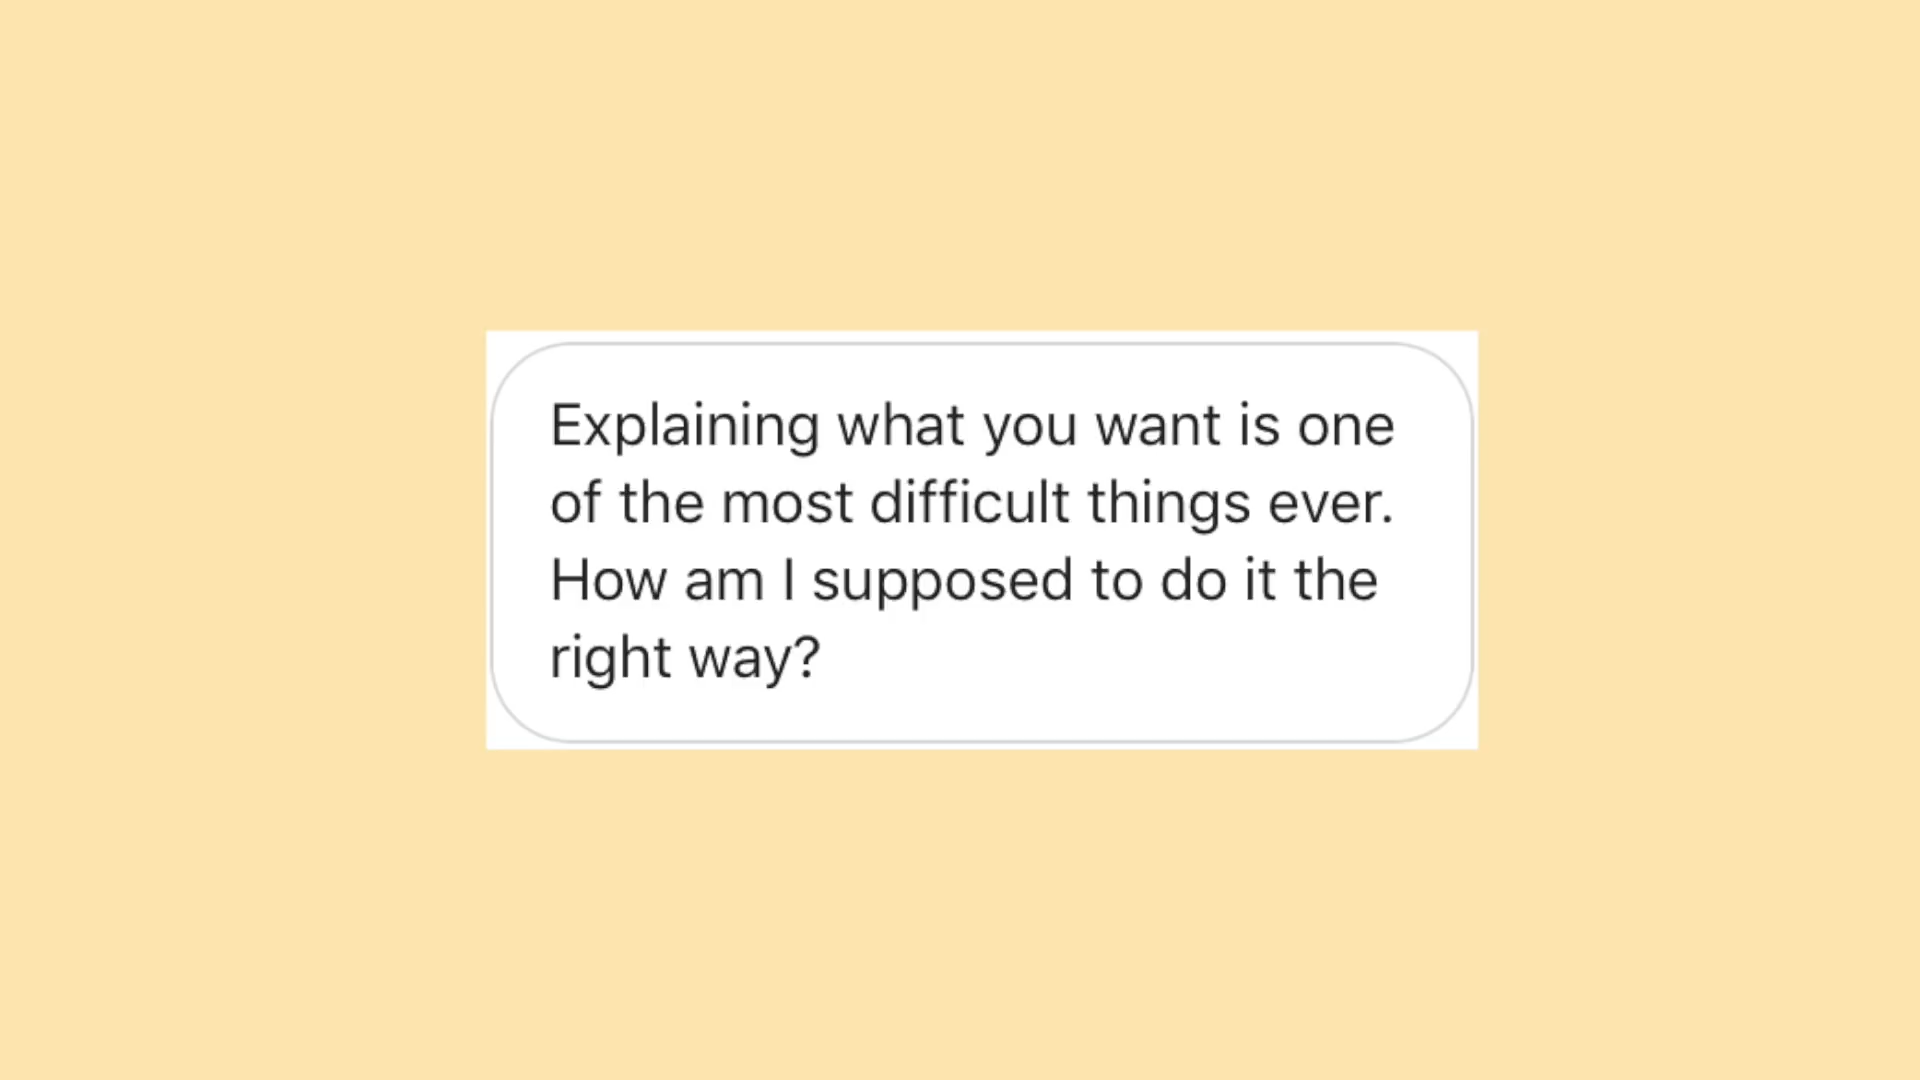 Explaining what you want is one
of the most difficult things ever.
How am I supposed to do it the
right way?